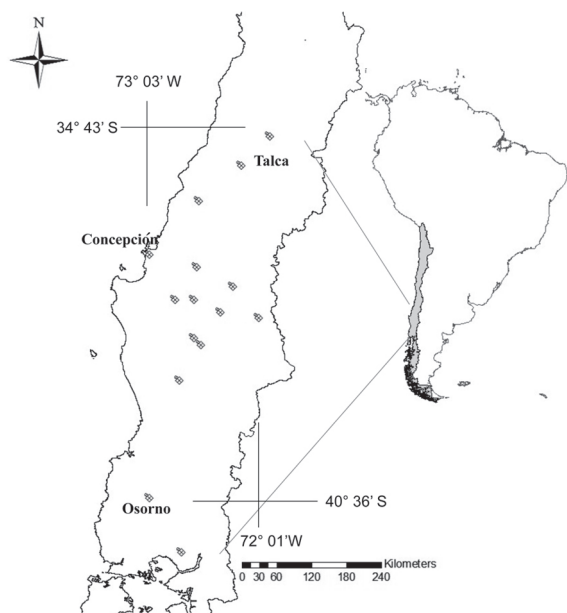 N
73° 03' W
34° 43' S
Talca
Concepción
Osorno
40° 36' S
72° 01'W
Kilometers
0 30 60 120 180 240